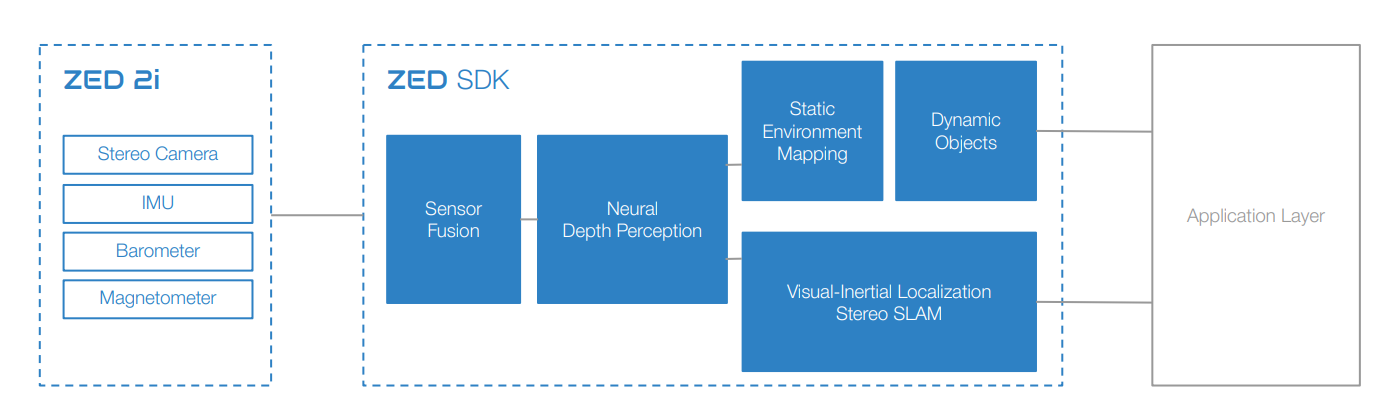 ZED 2i
Stereo Camera
IMU
Barometer
Magnetometer
ZED SDK
Sensor
Fusion
Neural
Depth Perception
Static
Environment
Mapping
Dynamic
Objects
Visual-Inertial Localization
Stereo SLAM
Application Layer